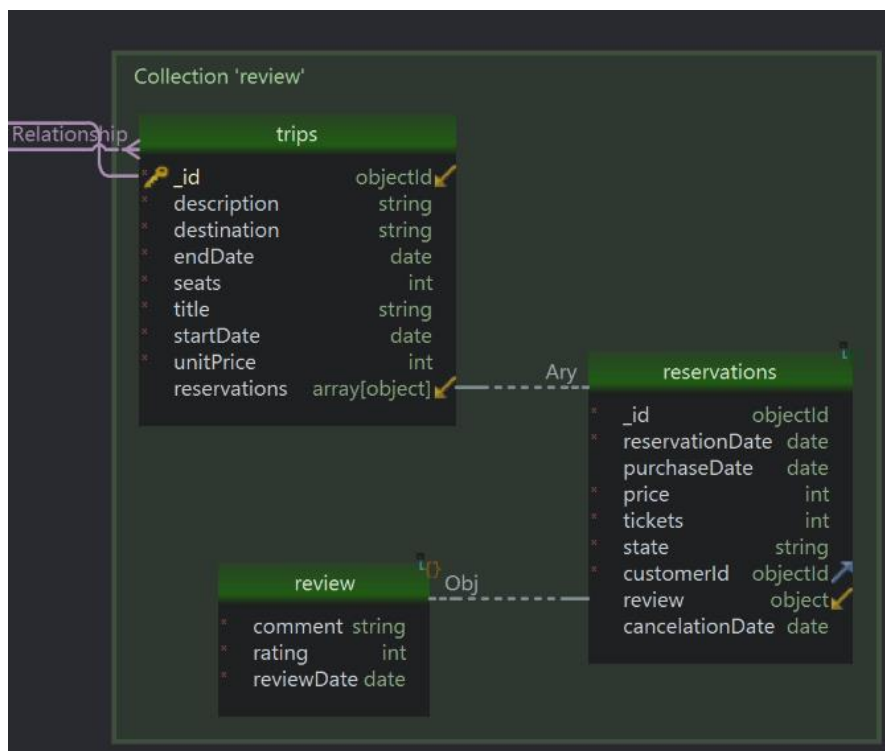 Collection 'review'
Relationship
trips
_id objectId
description string
destination string
endDate date
seats int
title string
startDate date
unitPrice int
reservations array[object]
Ary
reservations
_id objectId
reservationDate date
purchaseDate date
price int
tickets int
state string
customerId objectId
review object
cancelationDate date
review
Obj
comment string
rating int
reviewDate date